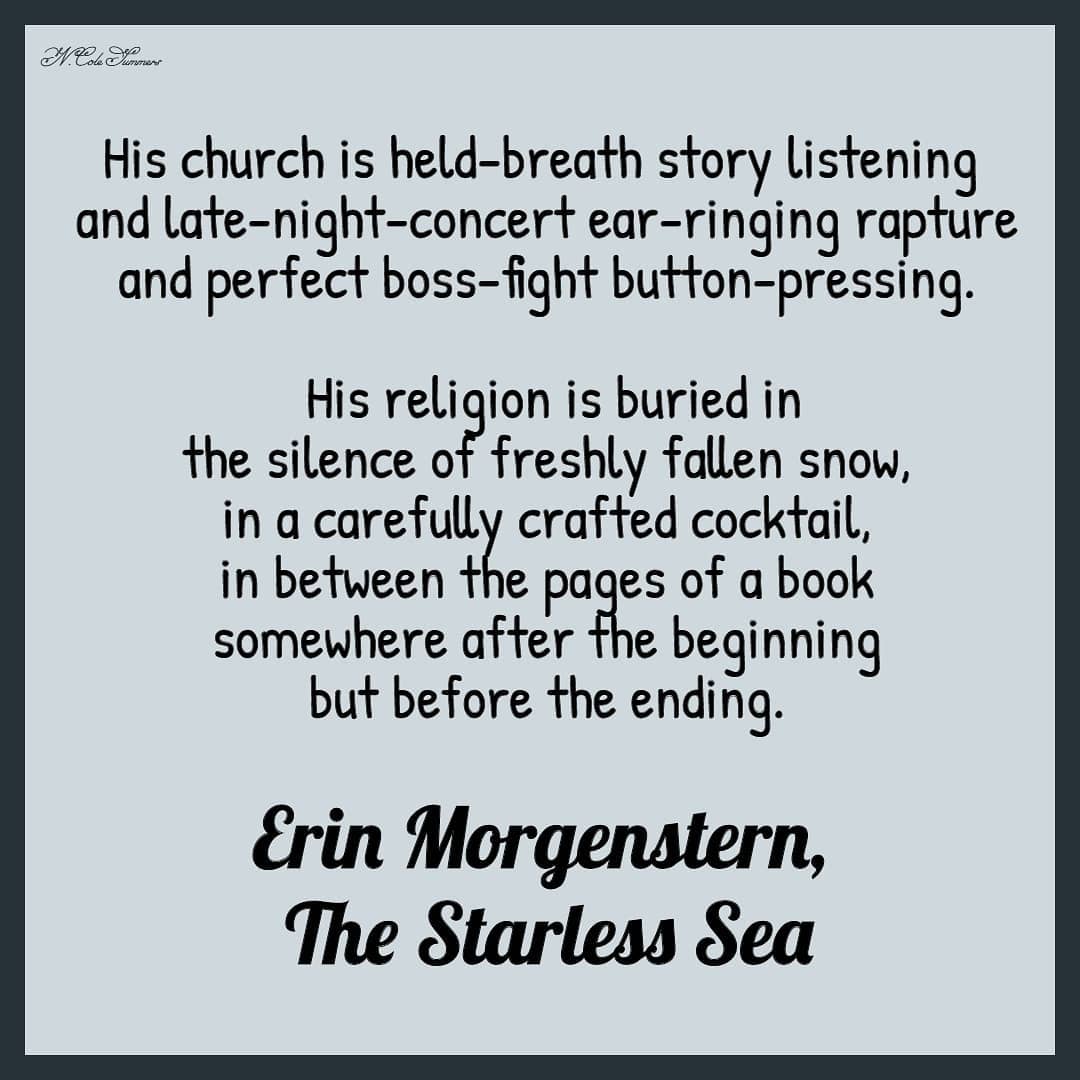 N. Cole Summers
His church is held-breath story listening
and late-night-concert ear-ringing rapture
and perfect boss-fight button-pressing.
His religion is buried in
the silence of freshly fallen snow,
in a carefully crafted cocktail,
in between the pages of a book
somewhere after the beginning
but before the ending.
Erin Morgenstern,
The Starless Sea